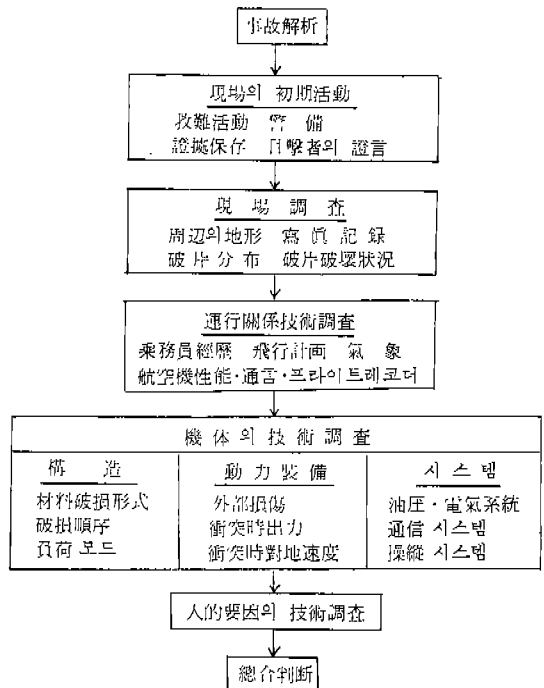 事故解析
現場의 初期活動
救難活動 警 備
證據保存 目擊者의 證言
現 場 調 査
周辺의地形 寫 眞 記 録
破 片 分 布 破片破壞狀況
運行關係技術調査
乘務員經歷 飛行計画 氣 象
航空機性能·通信·프라이트레코더
機 体 의 技 術 調 査
構 造
材料破損形式
破損順序
負荷 모드
動 力 裝 備
外部損傷
衝突時出力
衝突時對地速度
시 스 템
油圧·電氣系統
通信 시스템
操縱 시스템
人的要因의 技術調査
總合判断